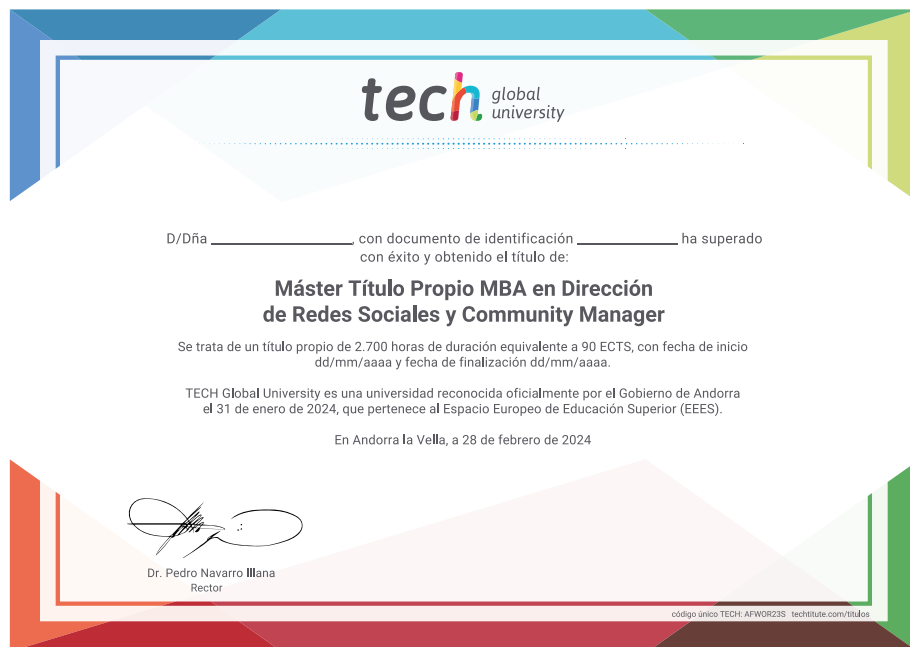 tech global
university
D/Dña ____________________, con documento de identificación ______________ ha superado
con éxito y obtenido el título de:
Máster Título Propio MBA en Dirección
de Redes Sociales y Community Manager
Se trata de un título propio de 2.700 horas de duración equivalente a 90 ECTS, con fecha de inicio
dd/mm/aaaa y fecha de finalización dd/mm/aaaa.
TECH Global University es una universidad reconocida oficialmente por el Gobierno de Andorra
el 31 de enero de 2024, que pertenece al Espacio Europeo de Educación Superior (EEES).
En Andorra la Vella, a 28 de febrero de 2024
Dr. Pedro Navarro Illana
Rector
código único TECH: AFWOR23S techtitute.com/titulos